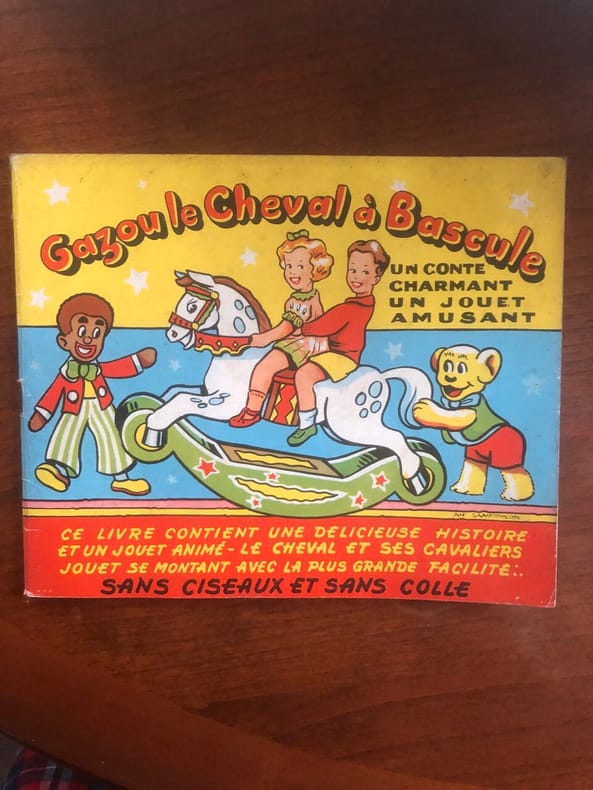 Gazou le Cheval à Bascule
UN CONTE
CHARMANT
UN JOUET
AMUSANT
CE LIVRE CONTIENT UNE DÉLICIEUSE HISTOIRE
ET UN JOUET ANIMÉ - LE CHEVAL ET SES CAVALIERS
JOUET SE MONTANT AVEC LA PLUS GRANDE FACILITÉ:.
SANS CISEAUX ET SANS COLLE